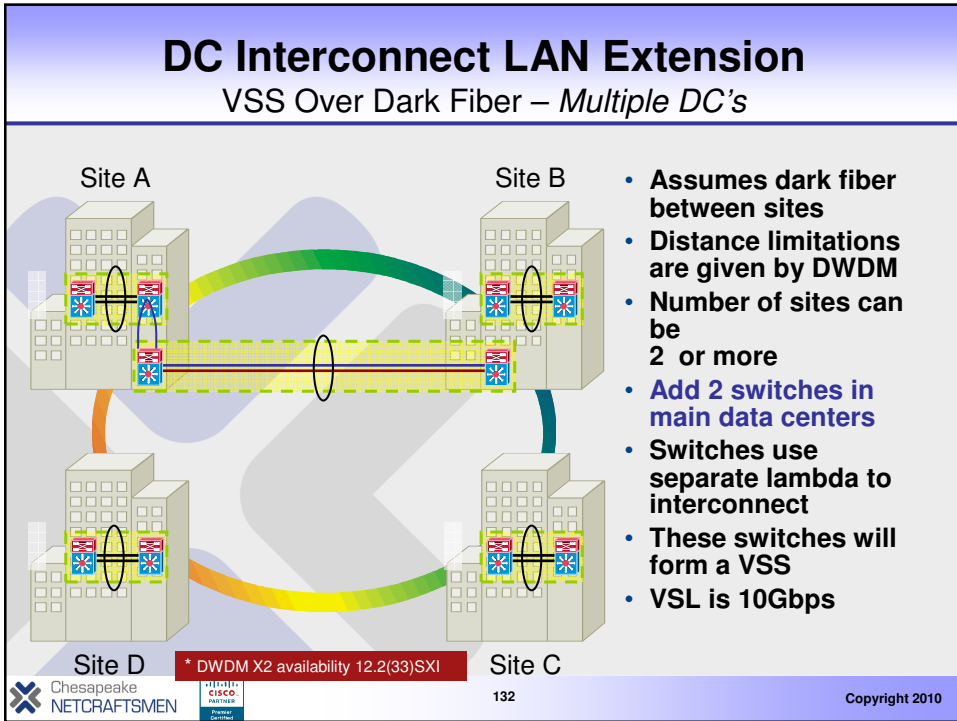 DC Interconnect LAN Extension
VSS Over Dark Fiber – Multiple DC's
Site A
Site B
• Assumes dark fiber
between sites
• Distance limitations
are given by DWDM
• Number of sites can
be
2 or more
• Add 2 switches in
main data centers
• Switches use
separate lambda to
interconnect
• These switches will
form a VSS
• VSL is 10Gbps
Site D
* DWDM X2 availability 12.2(33)SXI
Site C
Chesapeake
NETCRAFTSMEN
CISCO
PARTNER
Premier
Certified
132
Copyright 2010